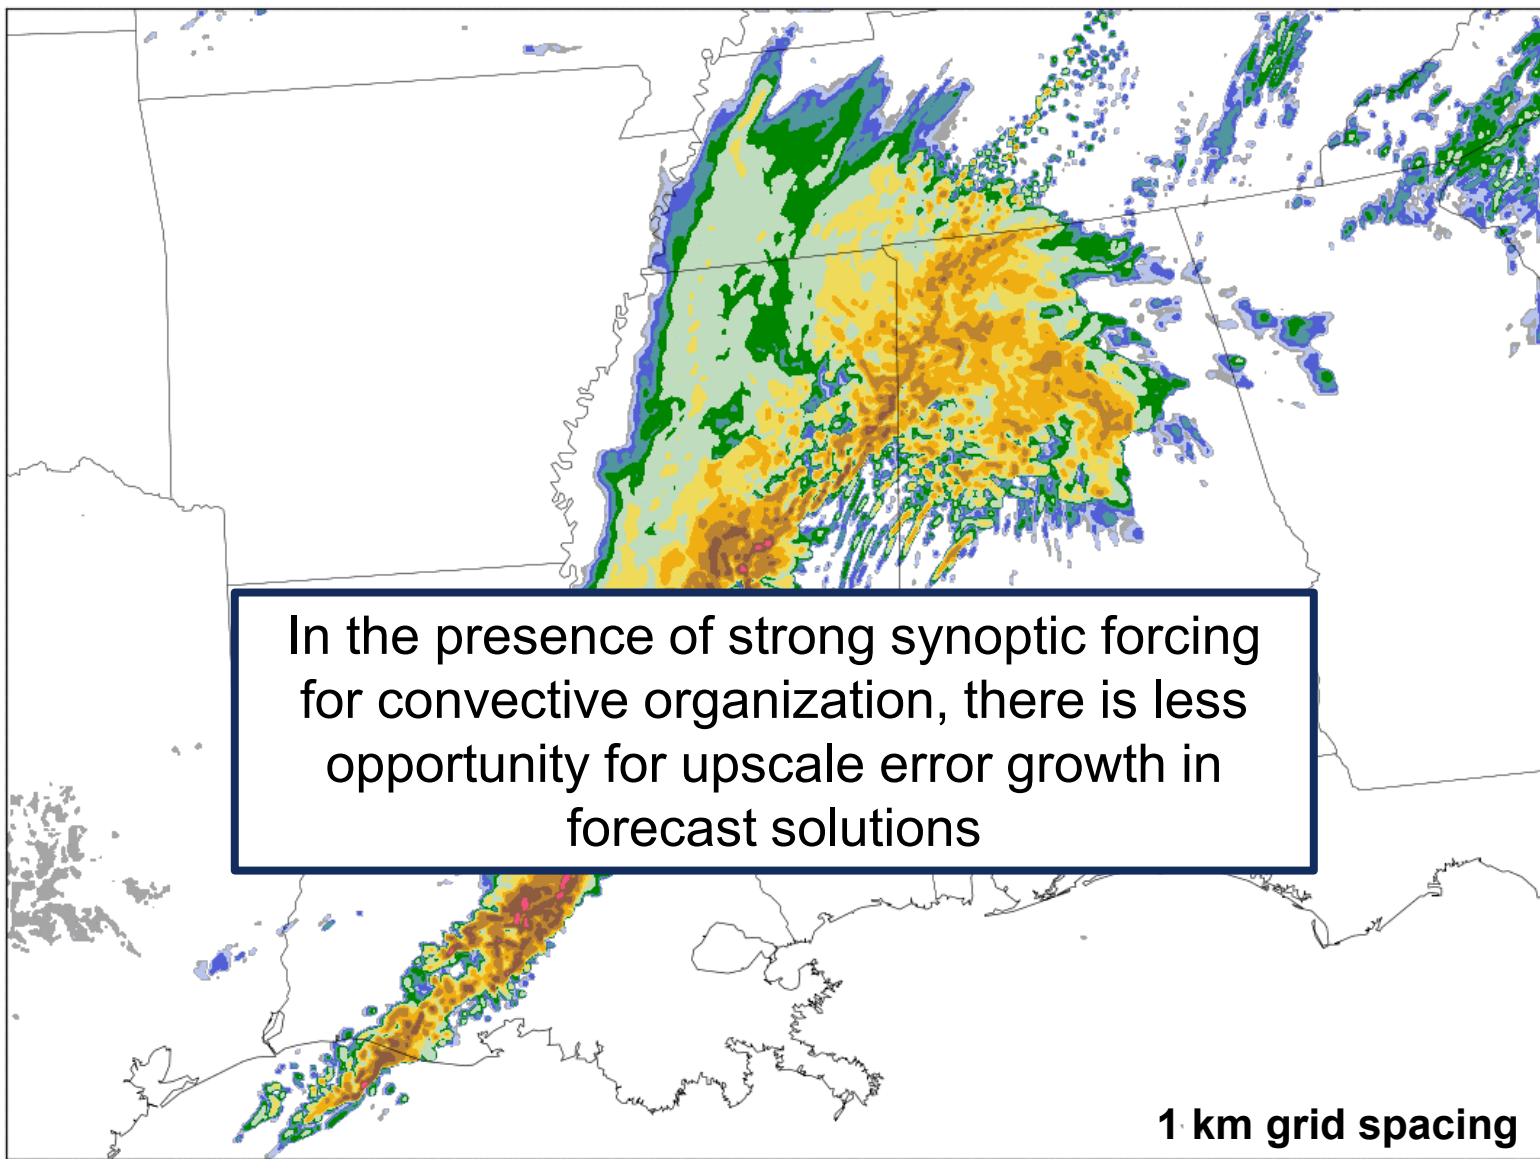 In the presence of strong synoptic forcing
for convective organization, there is less
opportunity for upscale error growth in
forecast solutions
1 km grid spacing